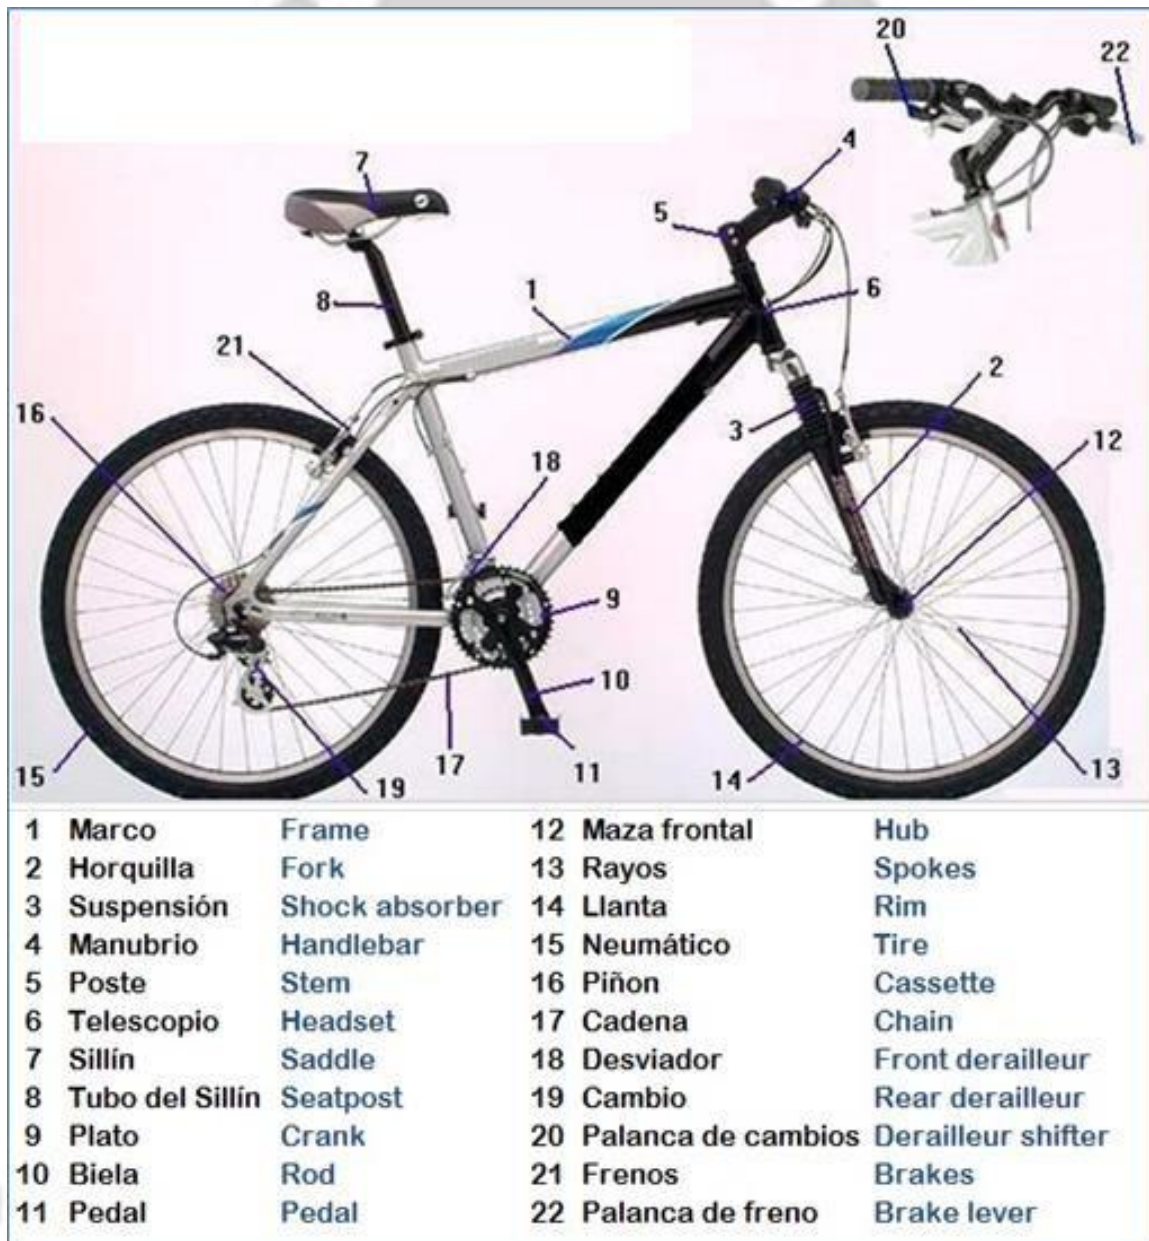 20
22
4
7
5
1
6
8
21
2
16
3
12
18
9
10
15
17
11
14
13
19
1 Marco Frame 12 Maza frontal Hub
2 Horquilla Fork 13 Rayos Spokes
3 Suspensión Shock absorber 14 Llanta Rim
4 Manubrio Handlebar 15 Neumático Tire
5 Poste Stem 16 Piñon Cassette
6 Telescopio Headset 17 Cadena Chain
7 Sillín Saddle 18 Desviador Front derailleur
8 Tubo del Sillín Seatpost 19 Cambio Rear derailleur
9 Plato Crank 20 Palanca de cambios Derailleur shifter
10 Biela Rod 21 Frenos Brakes
11 Pedal Pedal 22 Palanca de freno Brake lever